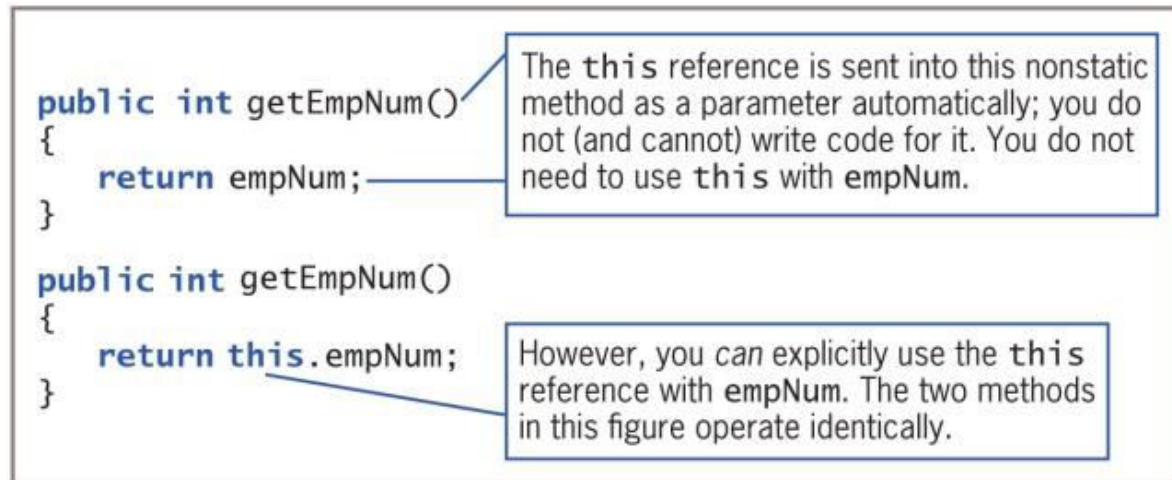 public int getEmpNum()
{
return empNum;
}
The this reference is sent into this nonstatic
method as a parameter automatically; you do
not (and cannot) write code for it. You do not
need to use this with empNum.
public int getEmpNum()
{
return this.empNum;
}
However, you can explicitly use the this
reference with empNum. The two methods
in this figure operate identically.